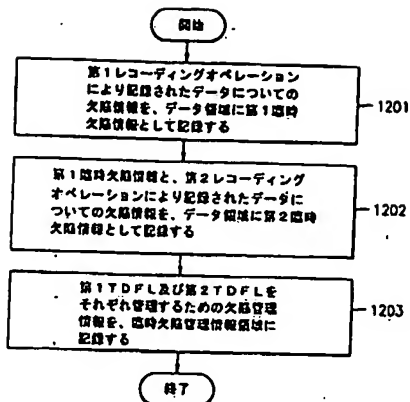 開始
第1レコーディングオペレーション
により記録されたデータについての
欠陥情報を、データ領域に第1臨時
欠陥情報として記録する
1201
第1臨時欠陥情報と、第2レコーディング
オペレーションにより記録されたデータに
ついての欠陥情報を、データ領域に第2臨時
欠陥情報として記録する
1202
第1TDFL及び第2TDFLを
それぞれ管理するための欠陥管理
情報を、臨時欠陥管理情報領域に
記録する
1203
終了